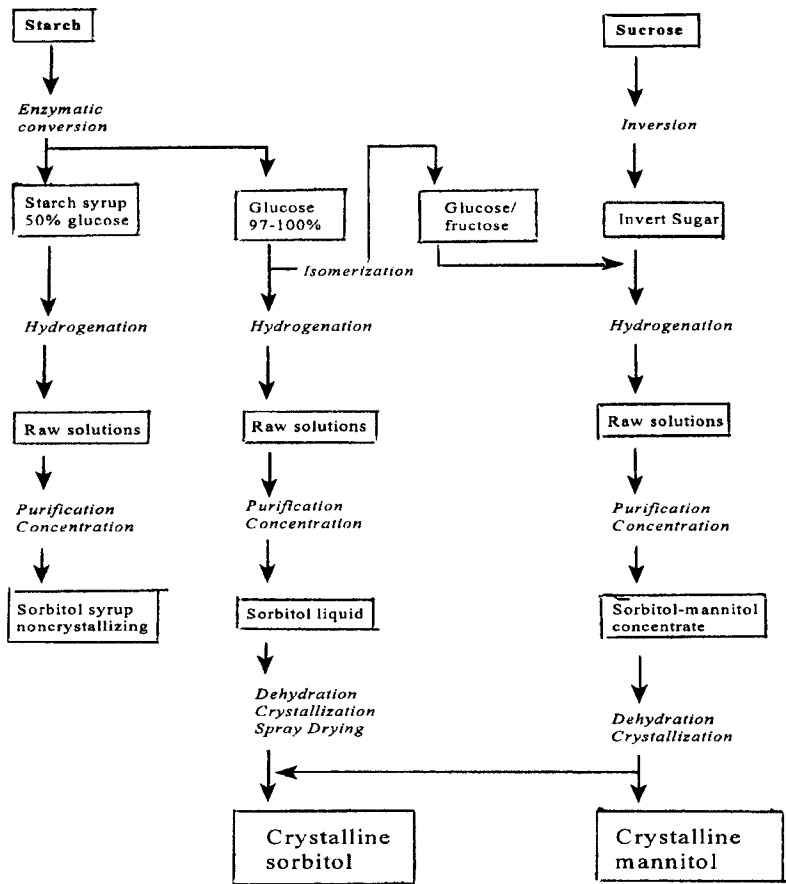 Starch
Sucrose
Enzymatic
conversion
Inversion
Starch syrup
50% glucose
Glucose
97-100%
Glucose/
fructose
Invert Sugar
Isomerization
Hydrogenation
Hydrogenation
Hydrogenation
Raw solutions
Raw solutions
Raw solutions
Purification
Concentration
Purification
Concentration
Purification
Concentration
Sorbitol syrup
noncrystallizing
Sorbitol liquid
Sorbitol-mannitol
concentrate
Dehydration
Crystallization
Spray Drying
Dehydration
Crystallization
Crystalline
sorbitol
Crystalline
mannitol